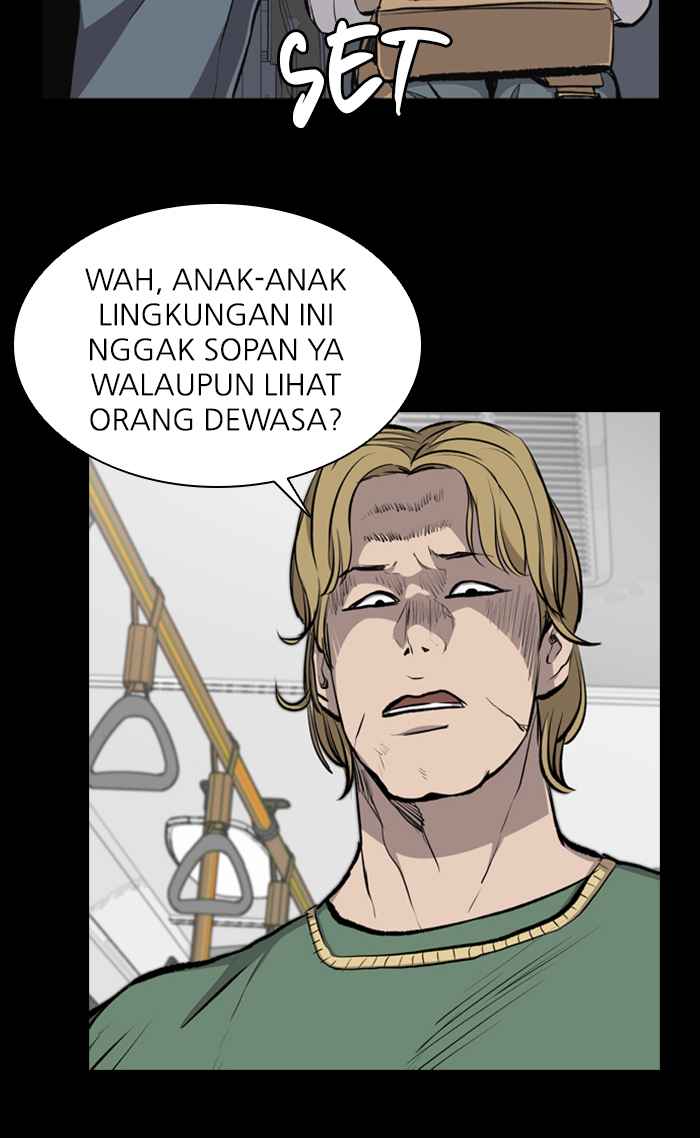 SET
WAH, ANAK-ANAK
LINGKUNGAN INI
NGGAK SOPAN YA
WALAUPUN LIHAT
ORANG DEWASA?